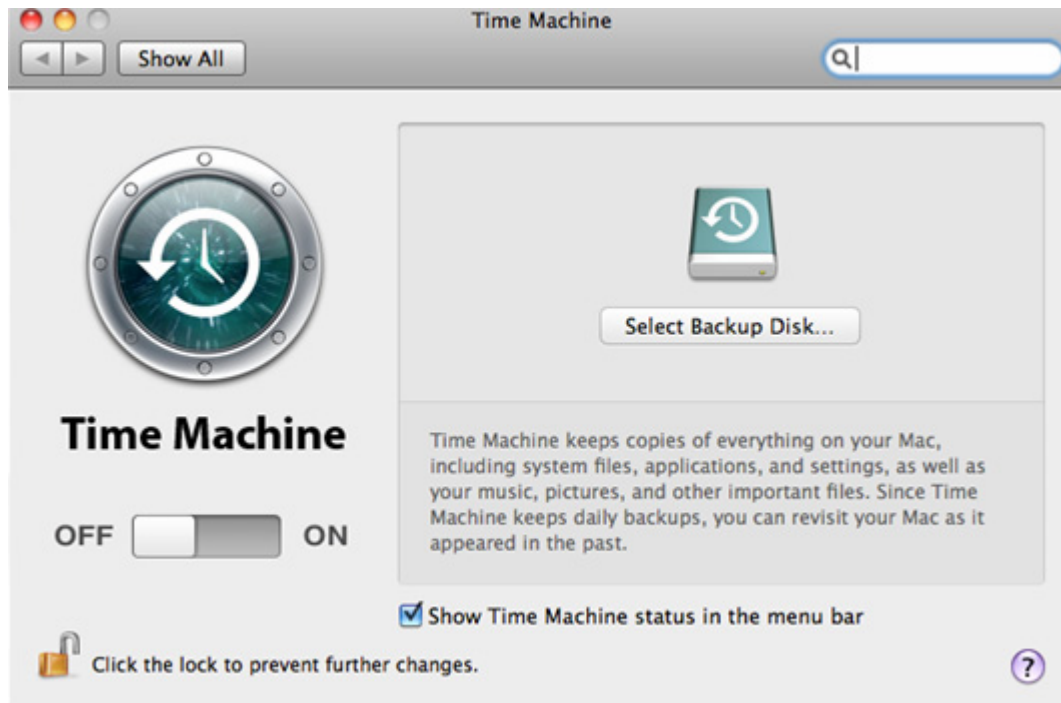 Time Machine
Show All
Select Backup Disk...
Time Machine
Time Machine keeps copies of everything on your Mac,
including system files, applications, and settings, as well as
your music, pictures, and other important files. Since Time
Machine keeps daily backups, you can revisit your Mac as it
appeared in the past.
OFF ON
Show Time Machine status in the menu bar
Click the lock to prevent further changes.
?